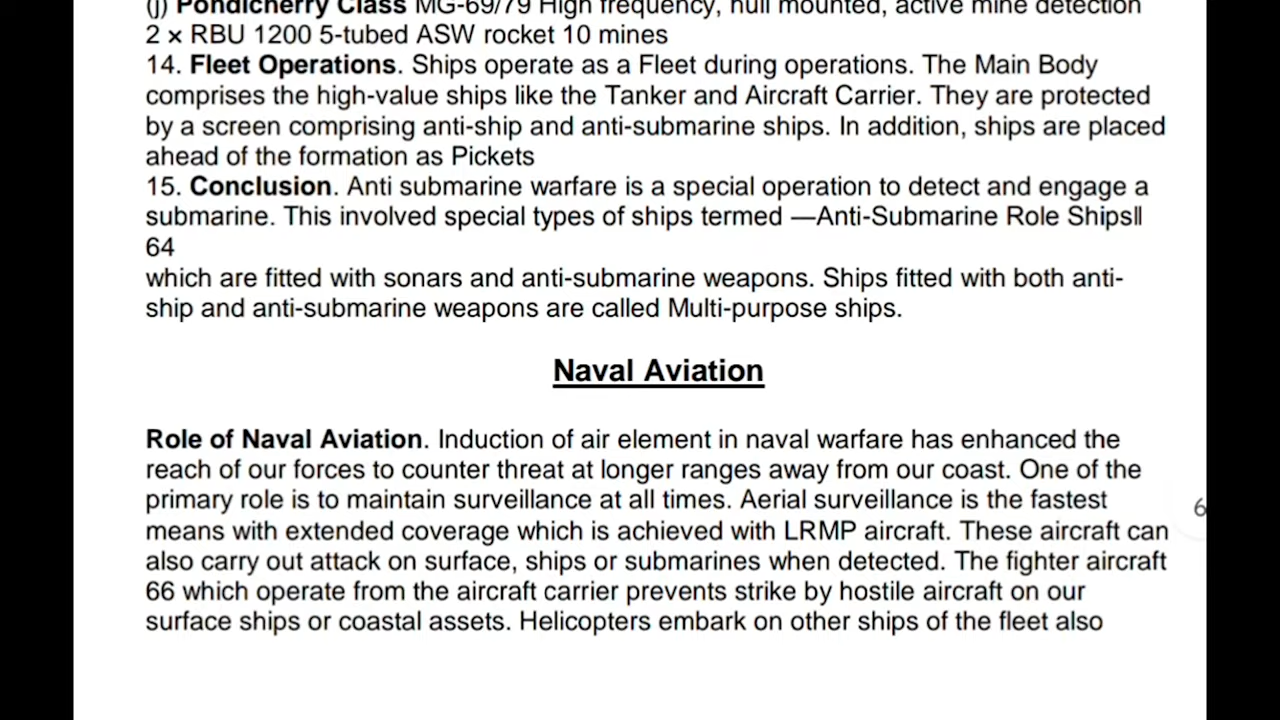 (j) Pondicherry Class MG-69/79 High frequency, hull mounted, active mine detection
2 × RBU 1200 5-tubed ASW rocket 10 mines
14. Fleet Operations. Ships operate as a Fleet during operations. The Main Body
comprises the high-value ships like the Tanker and Aircraft Carrier. They are protected
by a screen comprising anti-ship and anti-submarine ships. In addition, ships are placed
ahead of the formation as Pickets
15. Conclusion. Anti submarine warfare is a special operation to detect and engage a
submarine. This involved special types of ships termed ―Anti-Submarine Role Ships‖
64
which are fitted with sonars and anti-submarine weapons. Ships fitted with both anti-
ship and anti-submarine weapons are called Multi-purpose ships.
Naval Aviation
Role of Naval Aviation. Induction of air element in naval warfare has enhanced the
reach of our forces to counter threat at longer ranges away from our coast. One of the
primary role is to maintain surveillance at all times. Aerial surveillance is the fastest
means with extended coverage which is achieved with LRMP aircraft. These aircraft can
also carry out attack on surface, ships or submarines when detected. The fighter aircraft
66 which operate from the aircraft carrier prevents strike by hostile aircraft on our
surface ships or coastal assets. Helicopters embark on other ships of the fleet also
6